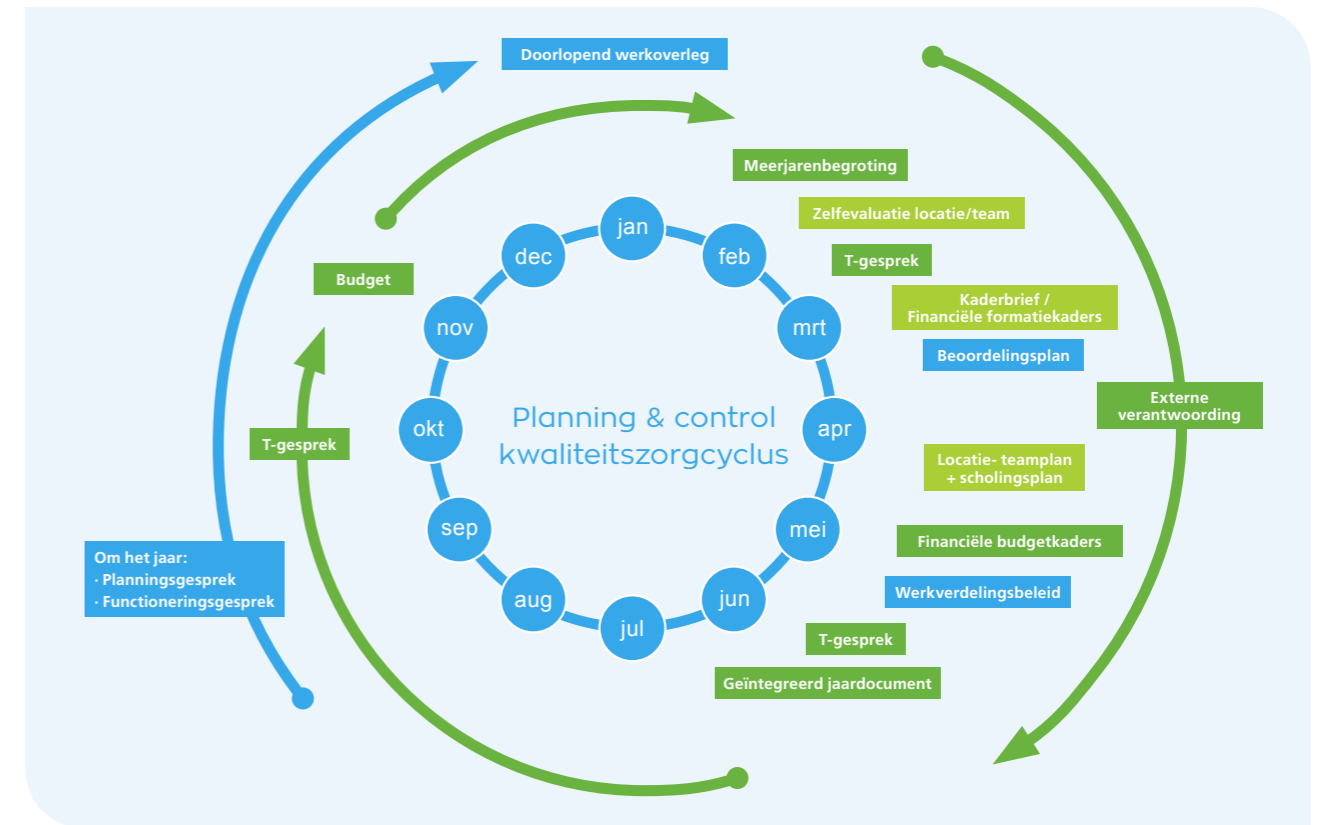 Doorlopend werkoverleg
Meerjarenbegroting
Zelfevaluatie locatie/team
T-gesprek
Kaderbrief /
Financiële formatiekaders
Beoordelingsplan
Externe
verantwoording
Locatie- teamplan
+ scholingsplan
Financiële budgetkaders
Werkverdelingsbeleid
T-gesprek
Geïntegreerd jaardocument
Budget
T-gesprek
Om het jaar:
· Planningsgesprek
· Functioneringsgesprek
jan
feb
mrt
apr
mei
jun
jul
aug
sep
okt
nov
dec
Planning & control
kwaliteitszorgcyclus